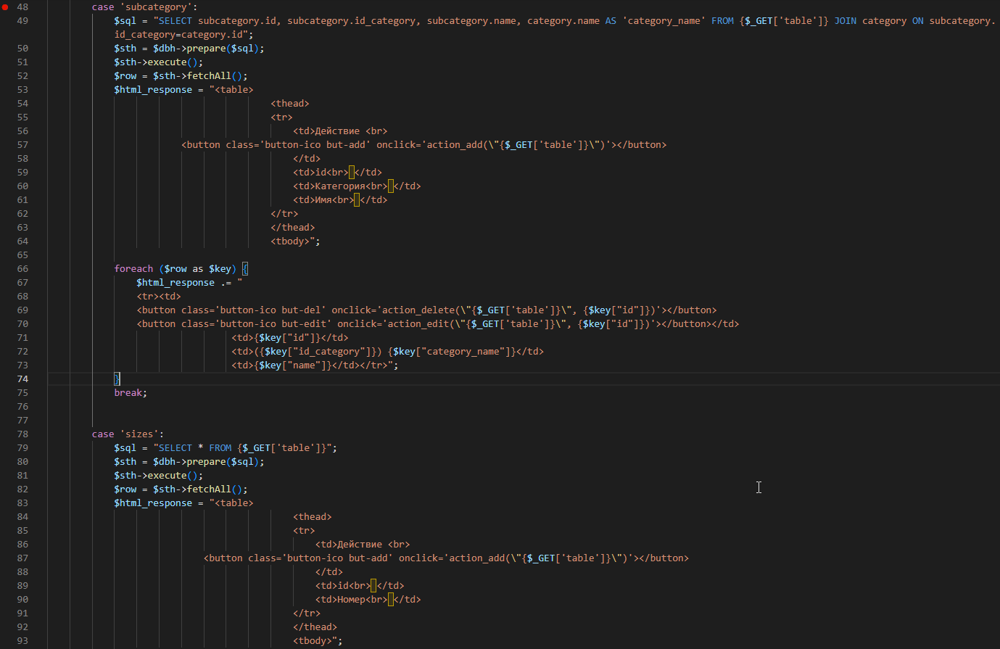 48 case 'subcategory':
49 $sql = "SELECT subcategory.id, subcategory.id_category, subcategory.name, category.name AS 'category_name' FROM {$_GET['table']} JOIN category ON subcategory.
id_category=category.id";
50 $sth = $dbh->prepare($sql);
51 $sth->execute();
52 $row = $sth->fetchAll();
53 $html_response = "<table>
54 <thead>
55 <tr>
56 <td>Действие <br>
57 <button class='button-ico but-add' onclick='action_add(\"{$_GET['table']}\")'></button>
58 </td>
59 <td>id<br> </td>
60 <td>Категория<br> </td>
61 <td>Имя<br> </td>
62 </tr>
63 </thead>
64 <tbody>";
65
66 foreach ($row as $key) {
67 $html_response .= "
68 <tr><td>
69 <button class='button-ico but-del' onclick='action_delete(\"{$_GET['table']}\", {$key["id"]})'></button>
70 <button class='button-ico but-edit' onclick='action_edit(\"{$_GET['table']}\", {$key["id"]})'></button></td>
71 <td>{$key["id"]}</td>
72 <td>({$key["id_category"]}) {$key["category_name"]}</td>
73 <td>{$key["name"]}</td></tr>";
74 }
75 break;
76
77
78 case 'sizes':
79 $sql = "SELECT * FROM {$_GET['table']}";
80 $sth = $dbh->prepare($sql);
81 $sth->execute();
82 $row = $sth->fetchAll();
83 $html_response = "<table>
84 <thead>
85 <tr>
86 <td>Действие <br>
87 <button class='button-ico but-add' onclick='action_add(\"{$_GET['table']}\")'></button>
88 </td>
89 <td>id<br> </td>
90 <td>Номер<br> </td>
91 </tr>
92 </thead>
93 <tbody>";